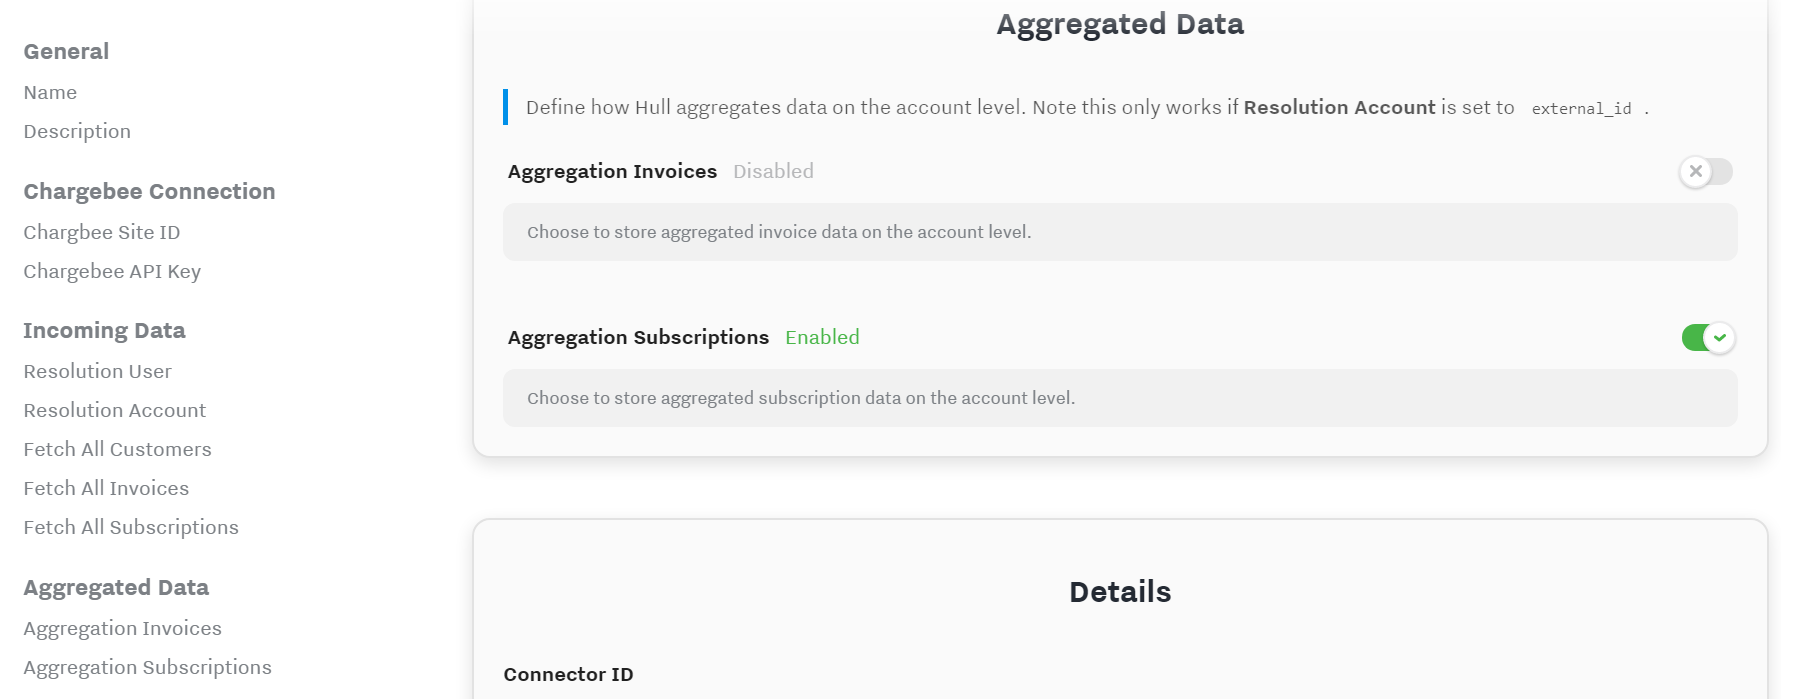 General
Name
Description
Chargebee Connection
Chargbee Site ID
Chargebee API Key
Incoming Data
Resolution User
Resolution Account
Fetch All Customers
Fetch All Invoices
Fetch All Subscriptions
Aggregated Data
Aggregation Invoices
Aggregation Subscriptions
Aggregated Data
Define how Hull aggregates data on the account level. Note this only works if Resolution Account is set to external_id .
Aggregation Invoices Disabled
Choose to store aggregated invoice data on the account level.
Aggregation Subscriptions Enabled
Choose to store aggregated subscription data on the account level.
Details
Connector ID